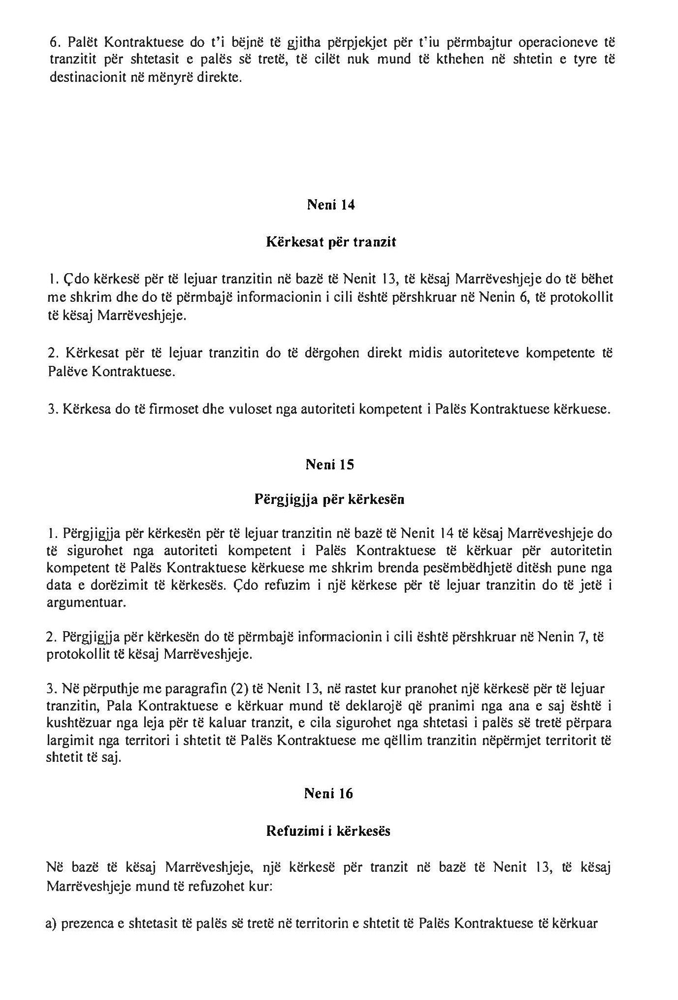 6. Palët Kontraktuese do t'i bëjnë të gjitha përpjekjet për t'iu përmbajtur operacioneve të
tranzitit për shtetasit e palës së tretë, të cilët nuk mund të kthehen në shtetin e tyre të
destinacionit në mënyrë direkte.
Neni 14
Kërkesat për tranzit
1. Çdo kërkesë për të lejuar tranzitin në bazë të Nenit 13, të kësaj Marrëveshjeje do të bëhet
me shkrim dhe do të përmbajë informacionin i cili është përshkruar në Nenin 6, të protokollit
të kësaj Marrëveshjeje.
2. Kërkesat për të lejuar tranzitin do të dërgohen direkt midis autoriteteve kompetente të
Palëve Kontraktuese.
3. Kërkesa do të firmoset dhe vuloset nga autoriteti kompetent i Palës Kontraktuese kërkuese.
Neni 15
Përgjigjja për kërkesën
1. Përgjigjja për kërkesën për të lejuar tranzitin në bazë të Nenit 14 të kësaj Marrëveshjeje do
të sigurohet nga autoriteti kompetent i Palës Kontraktuese të kërkuar për autoritetin
kompetent të Palës Kontraktuese kërkuese me shkrim brenda pesëmbëdhjetë ditësh pune nga
data e dorëzimit të kërkesës. Çdo refuzim i një kërkese për të lejuar tranzitin do të jetë i
argumentuar.
2. Përgjigjja për kërkesën do të përmbajë informacionin i cili është përshkruar në Nenin 7, të
protokollit të kësaj Marrëveshjeje.
3. Në përputhje me paragrafin (2) të Nenit 13, në rastet kur pranohet një kërkesë për të lejuar
tranzitin, Pala Kontraktuese e kërkuar mund të deklarojë që pranimi nga ana e saj është i
kushtëzuar nga leja për të kaluar tranzit, e cila sigurohet nga shtetasi i palës së tretë përpara
largimit nga territori i shtetit të Palës Kontraktuese me qëllim tranzitin nëpërmjet territorit të
shtetit të saj.
Neni 16
Refuzimi i kërkesës
Në bazë të kësaj Marrëveshjeje, një kërkesë për tranzit në bazë të Nenit 13, të kësaj
Marrëveshjeje mund të refuzohet kur:
a) prezenca e shtetasit të palës së tretë në territorin e shtetit të Palës Kontraktuese të kërkuar